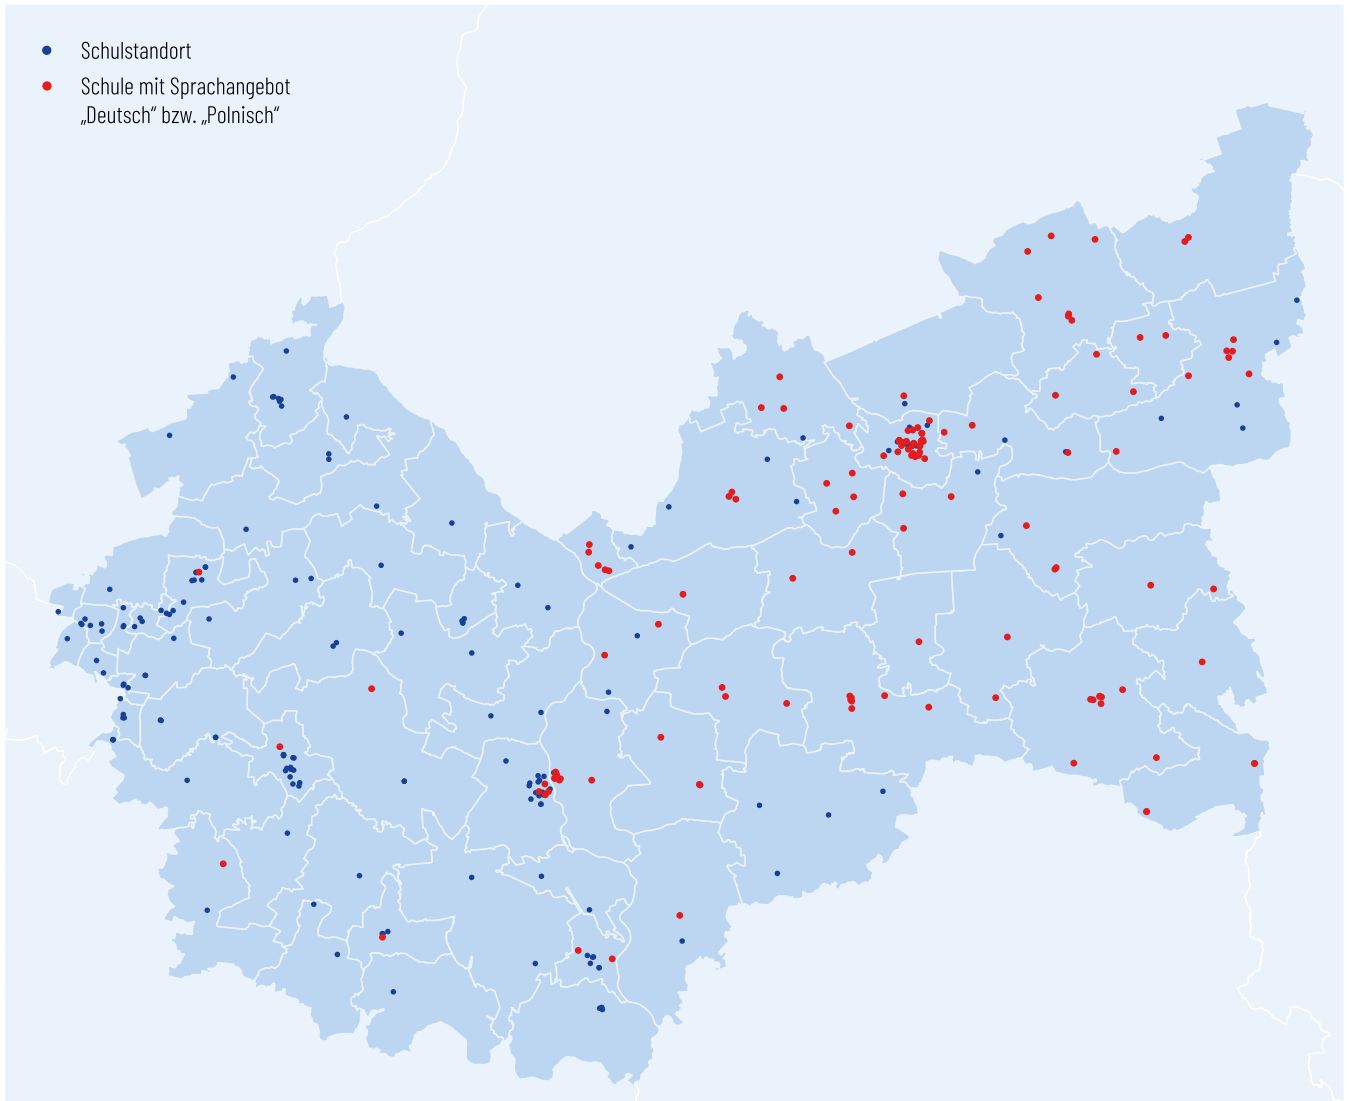 Schulstandort
Schule mit Sprachangebot
„Deutsch“ bzw. „Polnisch“